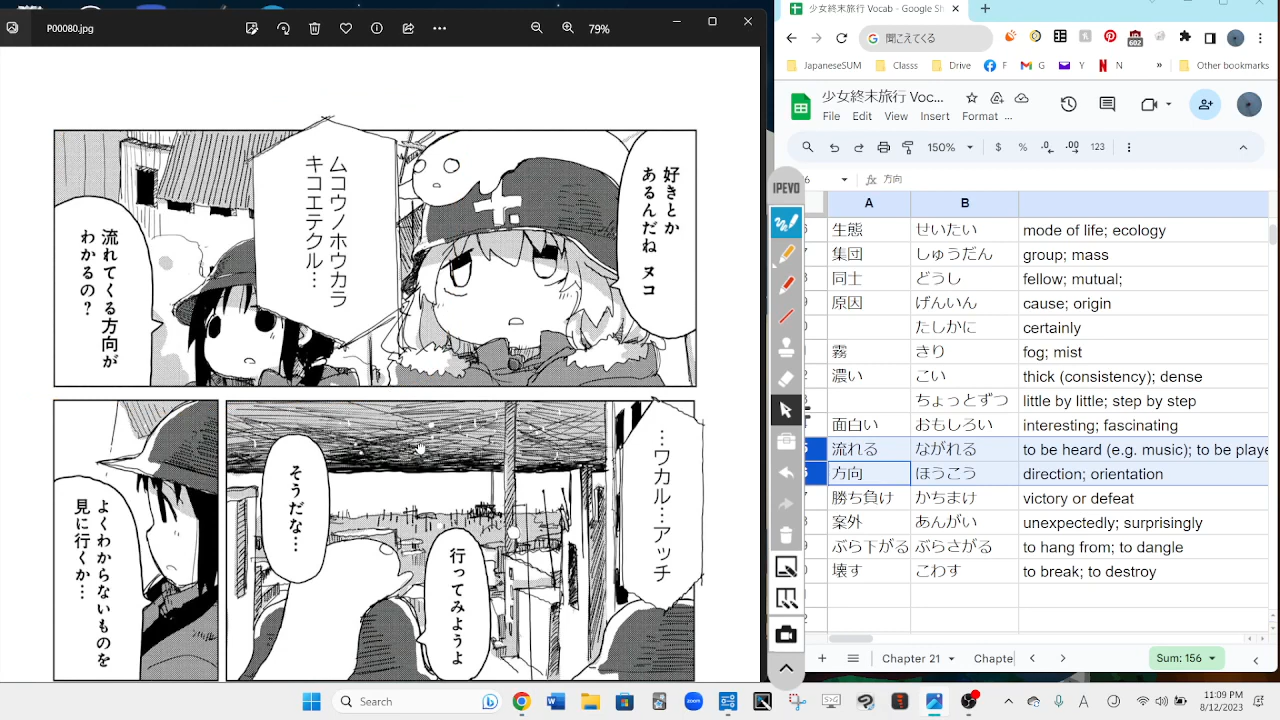 P00080.jpg
79%
好きとか
あるんだね ヌコ
ムコウノホウカラ
キコエテクル…
流れてくる方向が
わかるの?
…ワカル…アッチ
行ってみようよ
そうだな…
よくわからないものを
見に行くか…
少女終末旅行 Vocab - Google Sh
聞こえてくる
602
JapaneseSUM
Class
Drive
F
G
Y
N
»
All Bookmarks
少女終末旅行 Voc...
File Edit View Insert Format ...
150%
$ % .0 .00 123
方向
IPEVO
A B
生態 せいたい mode of life; ecology
集団 しゅうだん group; mass
同士 どうし fellow; mutual;
原因 げんいん cause; origin
たしかに certainly
霧 きり fog; mist
濃い こい thick (consistency); dense
ちょっとずつ little by little; step by step
面白い おもしろい interesting; fascinating
流れる ながれる to be heard (e.g. music); to be playe
方向 ほうこう direction; orientation
勝ち負け かちまけ victory or defeat
案外 あんがい unexpectedly; surprisingly
ぶら下がる ぶらさがる to hang from; to dangle
壊す こわす to break; to destroy
Chapter 21
Chapte
Sum: 150
Search
zoom
A
11:05 PM
8/12/2023